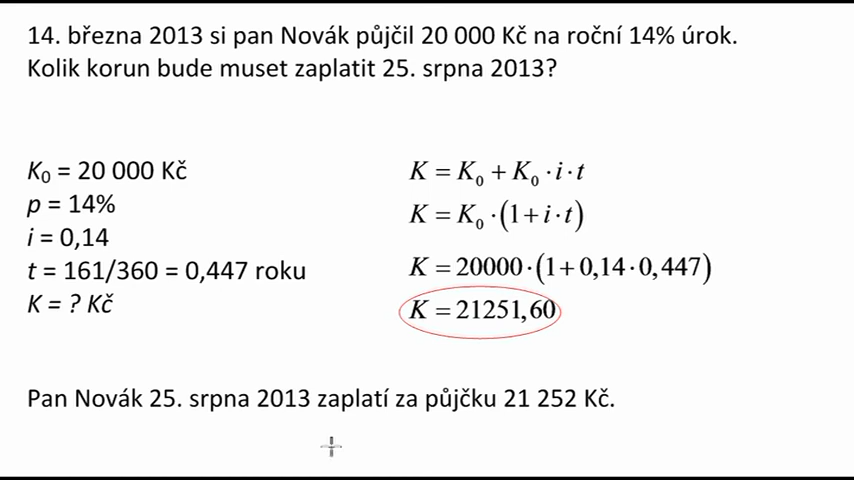 14. března 2013 si pan Novák půjčil 20 000 Kč na roční 14% úrok.
Kolik korun bude muset zaplatit 25. srpna 2013?
K₀ = 20 000 Kč
p = 14%
i = 0,14
t = 161/360 = 0,447 roku
K = ? Kč
K = K₀ + K₀ · i · t
K = K₀ · (1 + i · t)
K = 20000 · (1 + 0,14 · 0,447)
K = 21251,60
Pan Novák 25. srpna 2013 zaplatí za půjčku 21 252 Kč.